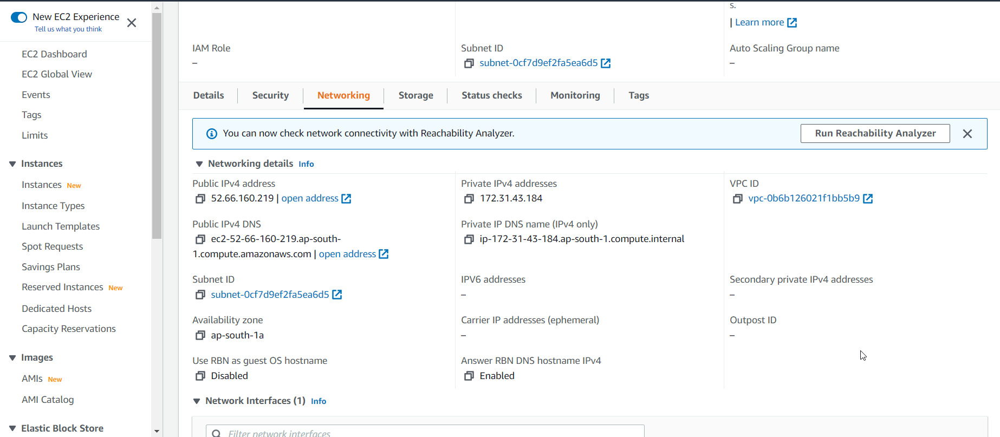 New EC2 Experience
Tell us what you think
EC2 Dashboard
EC2 Global View
Events
Tags
Limits
Instances
Instances New
Instance Types
Launch Templates
Spot Requests
Savings Plans
Reserved Instances New
Dedicated Hosts
Capacity Reservations
Images
AMIs New
AMI Catalog
Elastic Block Store
s.
| Learn more
IAM Role
–
Subnet ID
subnet-0cf7d9ef2fa5ea6d5
Auto Scaling Group name
–
Details Security Networking Storage Status checks Monitoring Tags
You can now check network connectivity with Reachability Analyzer.
Run Reachability Analyzer
Networking details Info
Public IPv4 address
52.66.160.219 | open address
Private IPv4 addresses
172.31.43.184
VPC ID
vpc-0b6b126021f1bb5b9
Public IPv4 DNS
ec2-52-66-160-219.ap-south-
1.compute.amazonaws.com | open address
Private IP DNS name (IPv4 only)
ip-172-31-43-184.ap-south-1.compute.internal
Subnet ID
subnet-0cf7d9ef2fa5ea6d5
IPV6 addresses
–
Secondary private IPv4 addresses
–
Availability zone
ap-south-1a
Carrier IP addresses (ephemeral)
–
Outpost ID
–
Use RBN as guest OS hostname
Disabled
Answer RBN DNS hostname IPv4
Enabled
Network Interfaces (1) Info
Filter network interfaces